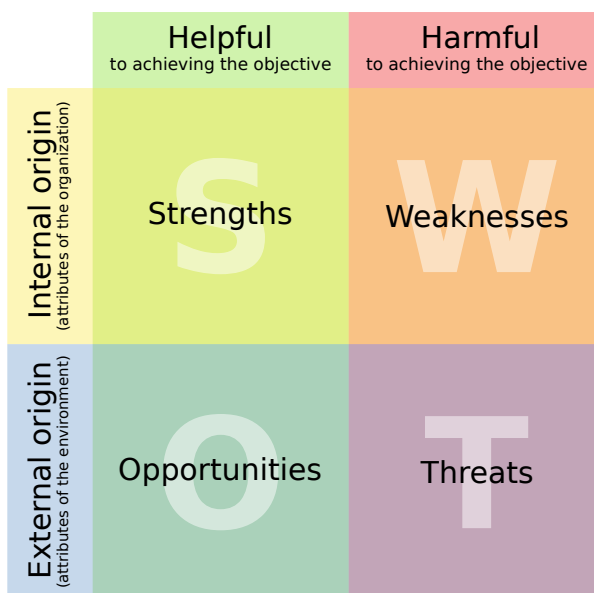 Helpful
to achieving the objective
Harmful
to achieving the objective
Internal origin
(attributes of the organization)
S
Strengths
W
Weaknesses
External origin
(attributes of the environment)
O
Opportunities
T
Threats